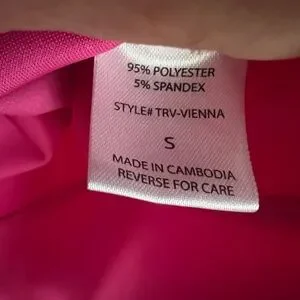 95% POLYESTER
5% SPANDEX
STYLE# TRV-VIENNA
S
MADE IN CAMBODIA
REVERSE FOR CARE